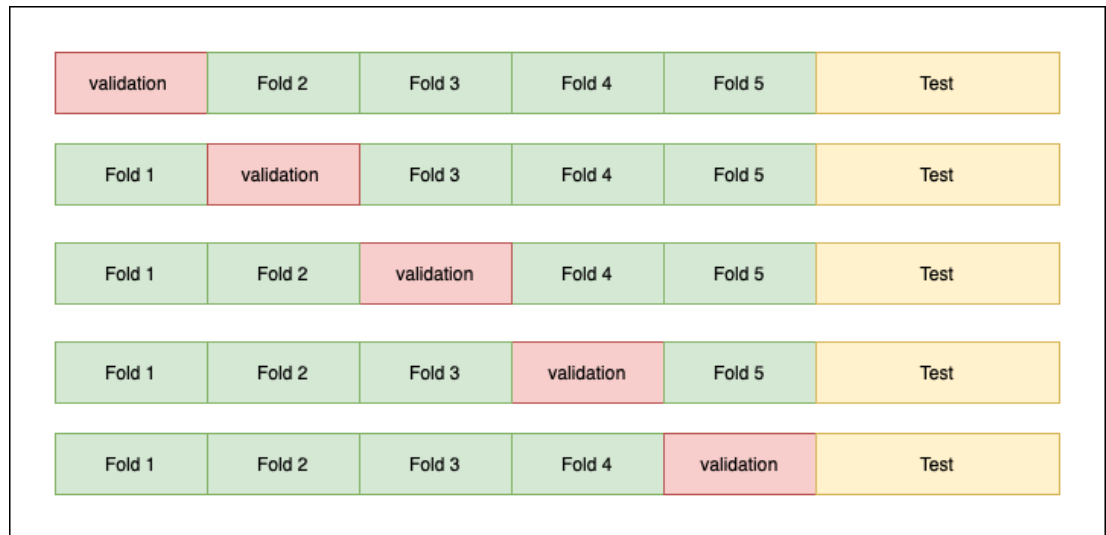 validation Fold 2 Fold 3 Fold 4 Fold 5 Test
Fold 1 validation Fold 3 Fold 4 Fold 5 Test
Fold 1 Fold 2 validation Fold 4 Fold 5 Test
Fold 1 Fold 2 Fold 3 validation Fold 5 Test
Fold 1 Fold 2 Fold 3 Fold 4 validation Test